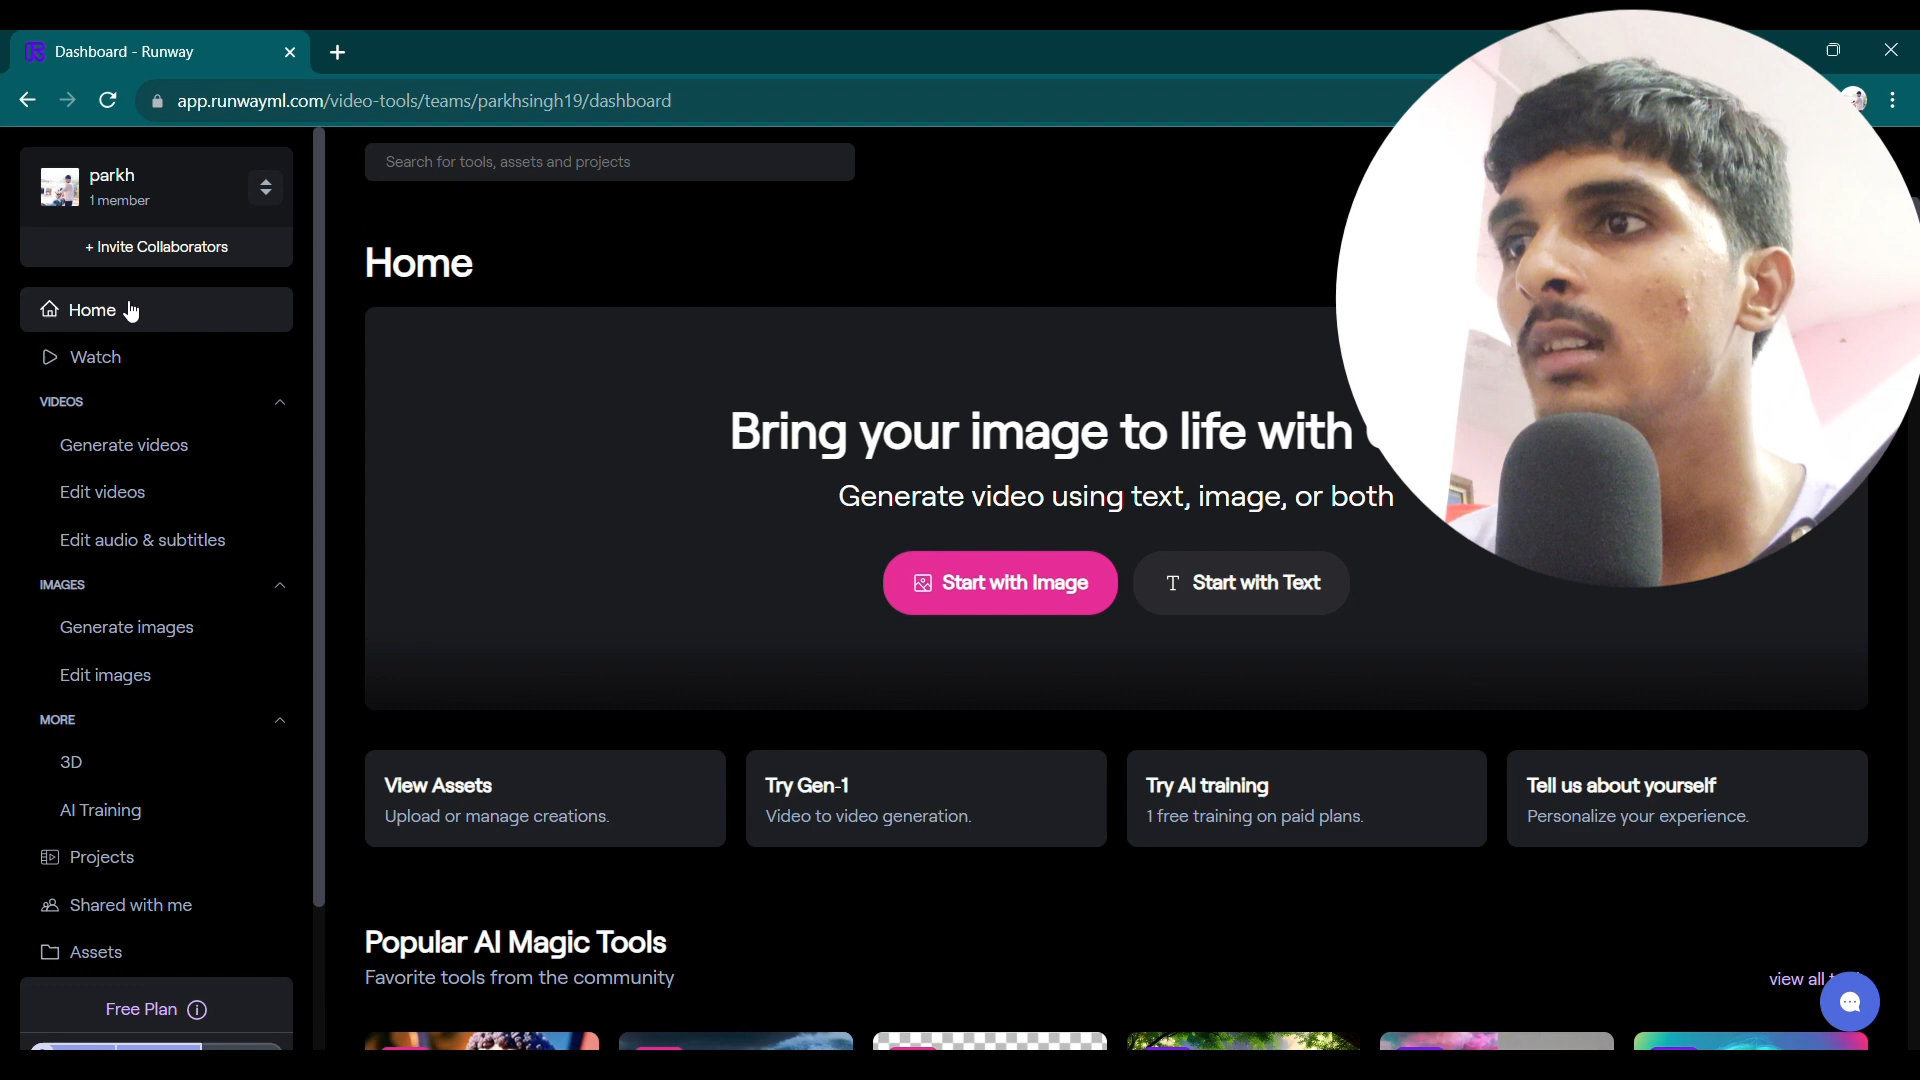 Dashboard - Runway
app.runwayml.com/video-tools/teams/parkhsingh19/dashboard
parkh
1 member
+ Invite Collaborators
Home
Watch
VIDEOS
Generate videos
Edit videos
Edit audio & subtitles
IMAGES
Generate images
Edit images
MORE
3D
AI Training
Projects
Shared with me
Assets
Free Plan
Search for tools, assets and projects
Home
Bring your image to life with
Generate video using text, image, or both
Start with Image
Start with Text
View Assets
Upload or manage creations.
Try Gen-1
Video to video generation.
Try AI training
1 free training on paid plans.
Tell us about yourself
Personalize your experience.
Popular AI Magic Tools
Favorite tools from the community
view all